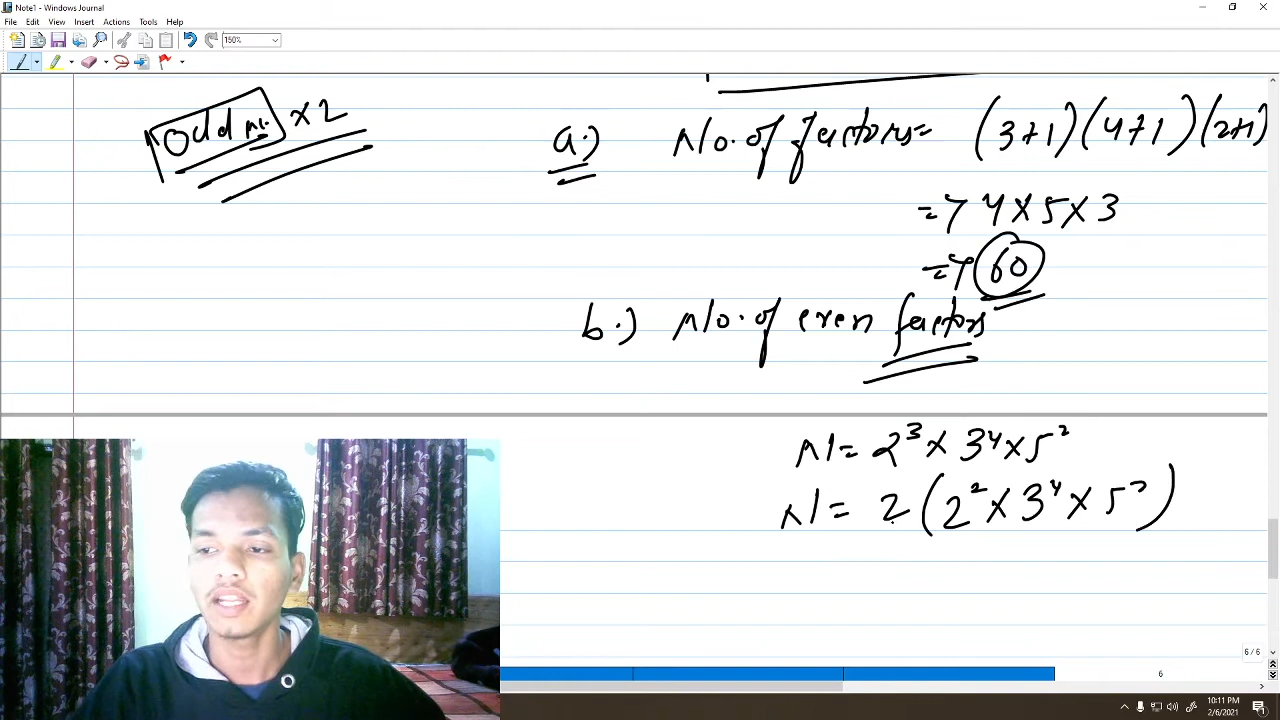 Note1 - Windows Journal
File Edit View Insert Actions Tools Help
150%
Odd no. × 2
a.) No. of factors = (3+1)(4+1)(2+1)
=> 4×5×3
=> 60
b.) No. of even factors
N = 2³ × 3⁴ × 5²
N = 2 (2² × 3⁴ × 5²)
6 / 6
6
10:11 PM
2/6/2021
1